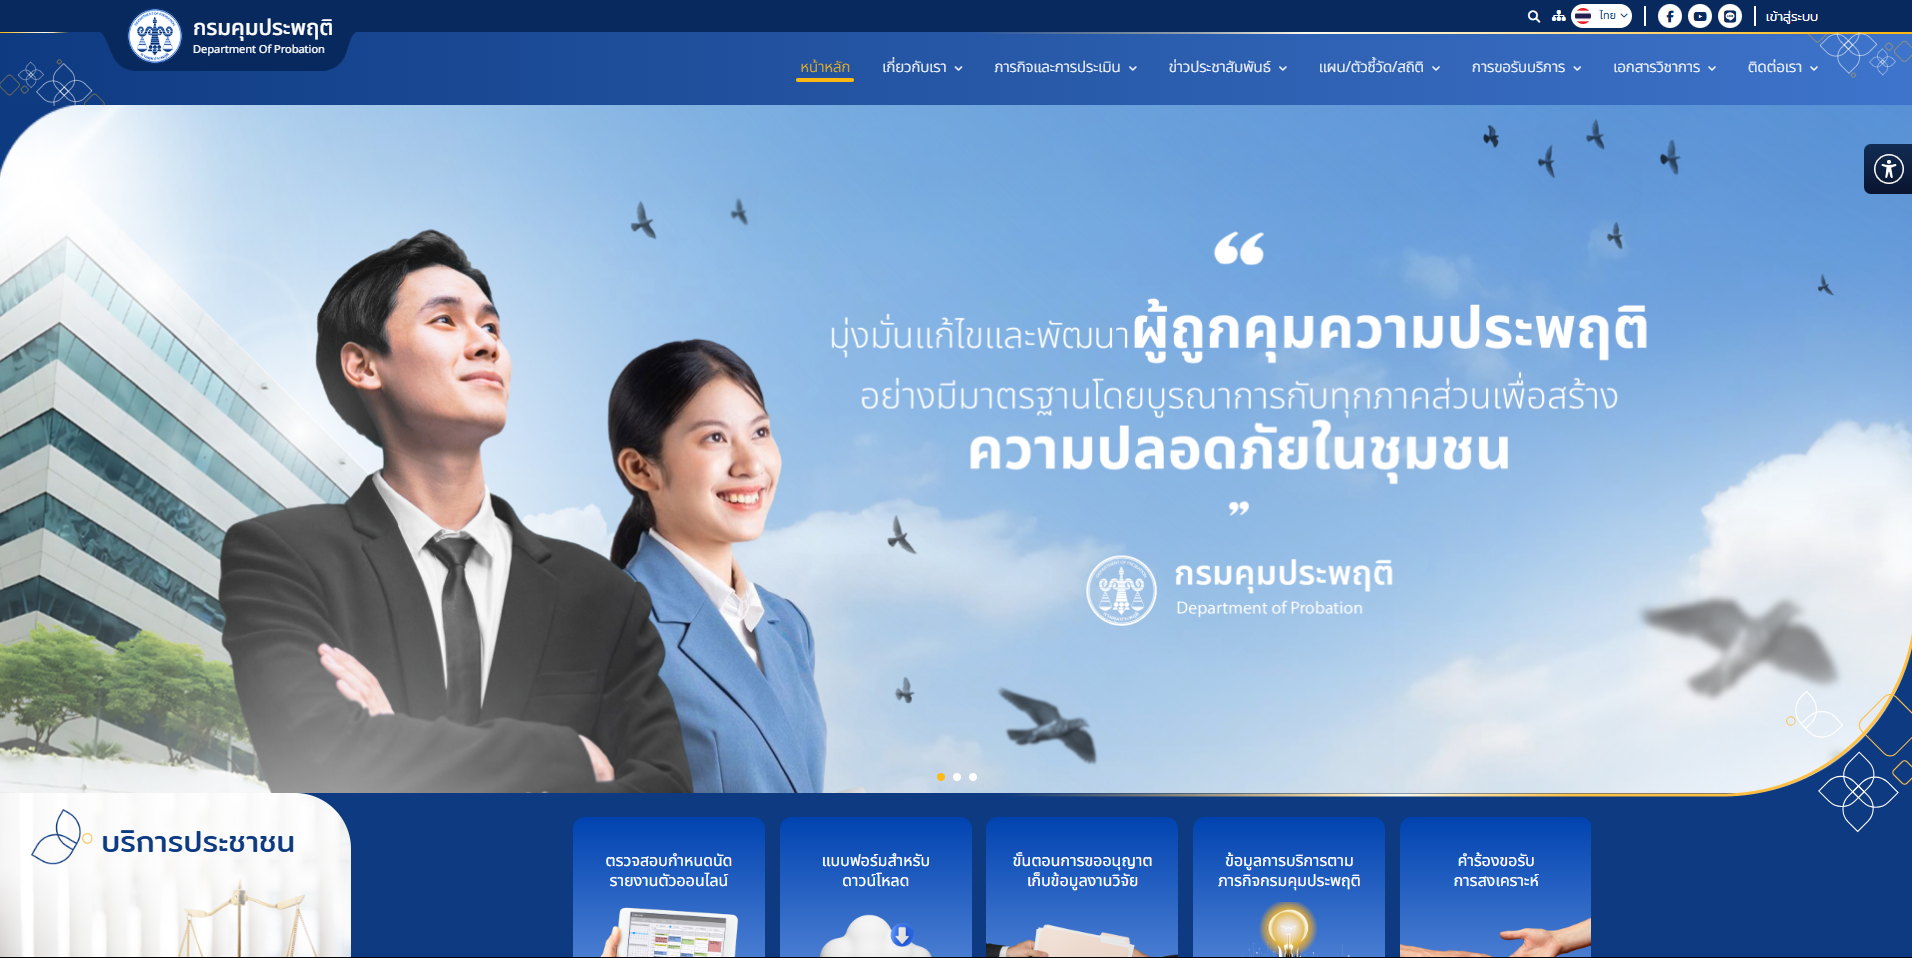 กรมคุมประพฤติ
Department Of Probation
ไทย
เข้าสู่ระบบ
หน้าหลัก
เกี่ยวกับเรา
ภารกิจและการประเมิน
ข่าวประชาสัมพันธ์
แผน/ตัวชี้วัด/สถิติ
การขอรับบริการ
เอกสารวิชาการ
ติดต่อเรา
“
มุ่งมั่นแก้ไขและพัฒนาผู้ถูกคุมความประพฤติ
อย่างมีมาตรฐานโดยบูรณาการกับทุกภาคส่วนเพื่อสร้าง
ความปลอดภัยในชุมชน
”
กรมคุมประพฤติ
Department of Probation
บริการประชาชน
ตรวจสอบกำหนดนัด
รายงานตัวออนไลน์
แบบฟอร์มสำหรับ
ดาวน์โหลด
ขั้นตอนการขออนุญาต
เก็บข้อมูลงานวิจัย
ข้อมูลการบริการตาม
ภารกิจกรมคุมประพฤติ
คำร้องขอรับ
การสงเคราะห์